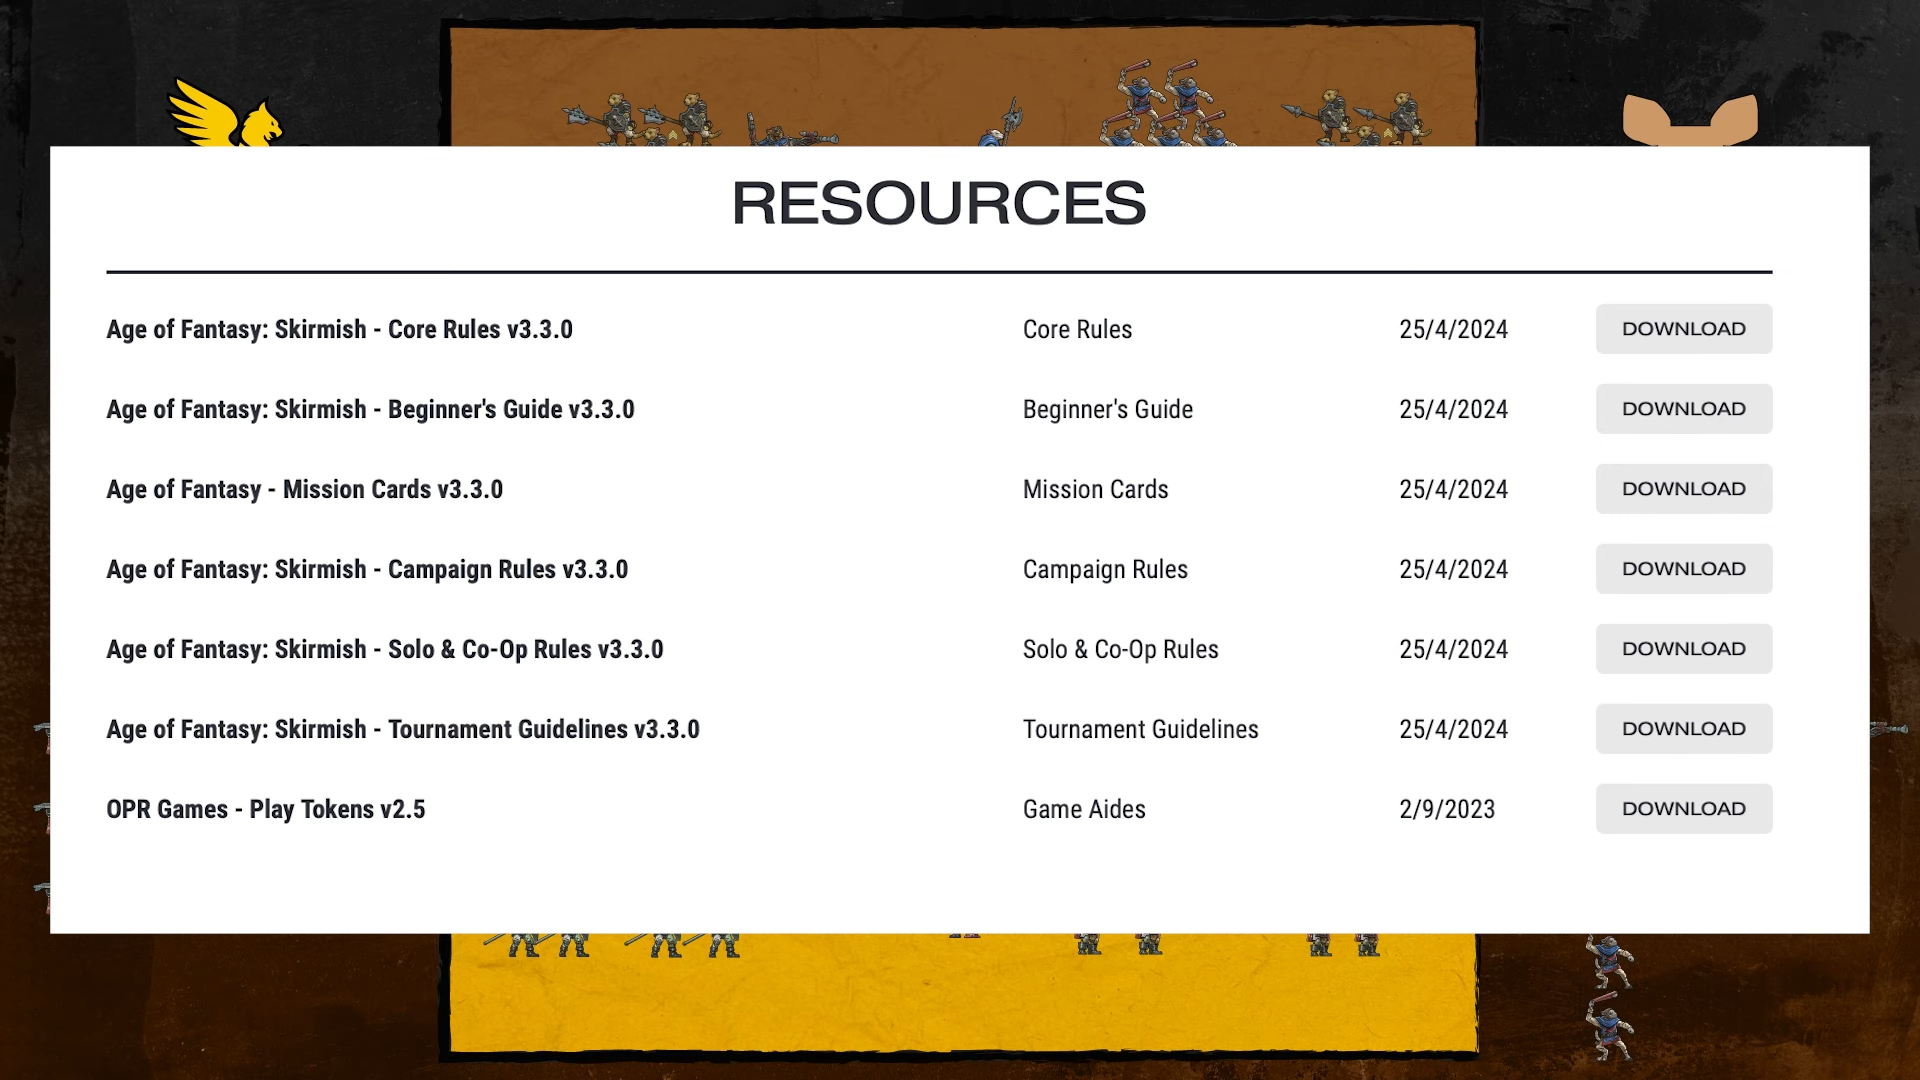 RESOURCES
Age of Fantasy: Skirmish - Core Rules v3.3.0 Core Rules 25/4/2024 DOWNLOAD
Age of Fantasy: Skirmish - Beginner's Guide v3.3.0 Beginner's Guide 25/4/2024 DOWNLOAD
Age of Fantasy - Mission Cards v3.3.0 Mission Cards 25/4/2024 DOWNLOAD
Age of Fantasy: Skirmish - Campaign Rules v3.3.0 Campaign Rules 25/4/2024 DOWNLOAD
Age of Fantasy: Skirmish - Solo & Co-Op Rules v3.3.0 Solo & Co-Op Rules 25/4/2024 DOWNLOAD
Age of Fantasy: Skirmish - Tournament Guidelines v3.3.0 Tournament Guidelines 25/4/2024 DOWNLOAD
OPR Games - Play Tokens v2.5 Game Aides 2/9/2023 DOWNLOAD